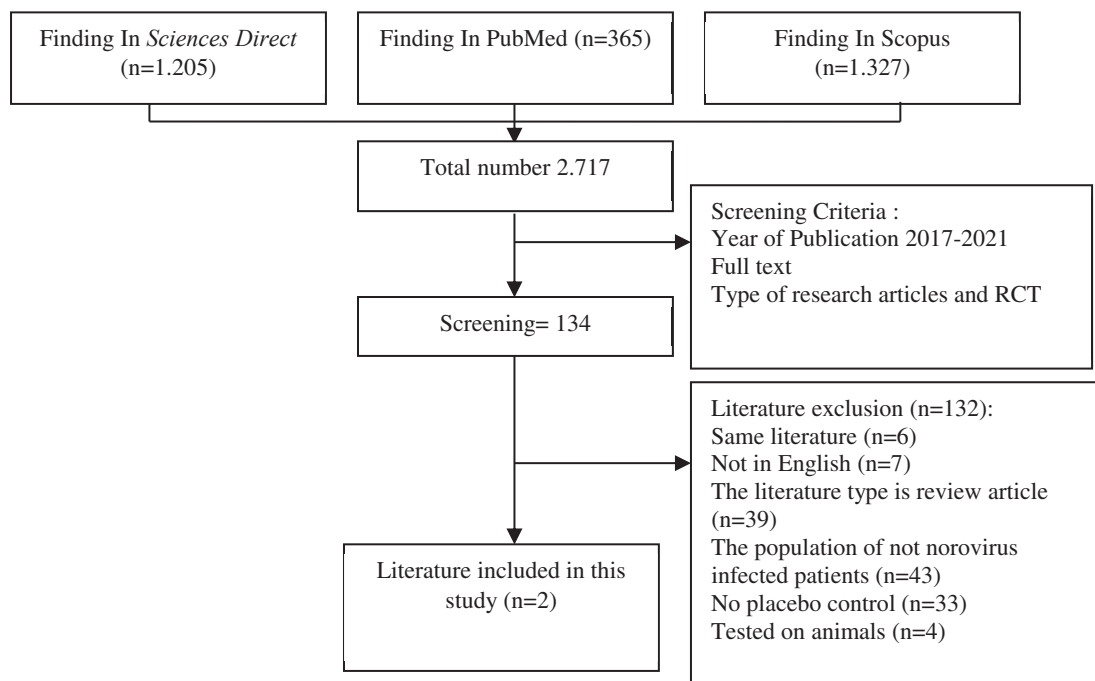 Finding In Sciences Direct
(n=1.205)
Finding In PubMed (n=365)
Finding In Scopus
(n=1.327)
Total number 2.717
Screening Criteria :
Year of Publication 2017-2021
Full text
Type of research articles and RCT
Screening= 134
Literature exclusion (n=132):
Same literature (n=6)
Not in English (n=7)
The literature type is review article
(n=39)
The population of not norovirus
infected patients (n=43)
No placebo control (n=33)
Tested on animals (n=4)
Literature included in this
study (n=2)